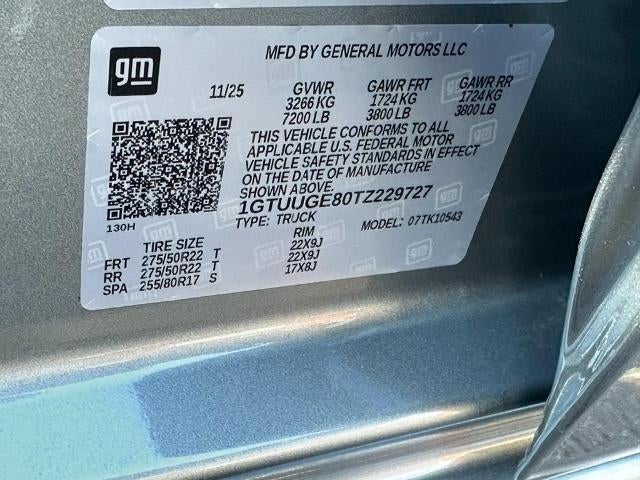 gm
MFD BY GENERAL MOTORS LLC
11/25 GVWR GAWR FRT GAWR RR
3266 KG 1724 KG 1724 KG
7200 LB 3800 LB 3800 LB
THIS VEHICLE CONFORMS TO ALL
APPLICABLE U.S. FEDERAL MOTOR
VEHICLE SAFETY STANDARDS IN EFFECT
ON THE DATE OF MANUFACTURE
SHOWN ABOVE.
1GTUUGE80TZ229727
130H
TYPE: TRUCK MODEL: 07TK10543
TIRE SIZE RIM
FRT 275/50R22 T 22X9J
RR 275/50R22 T 22X9J
SPA 255/80R17 S 17X8J